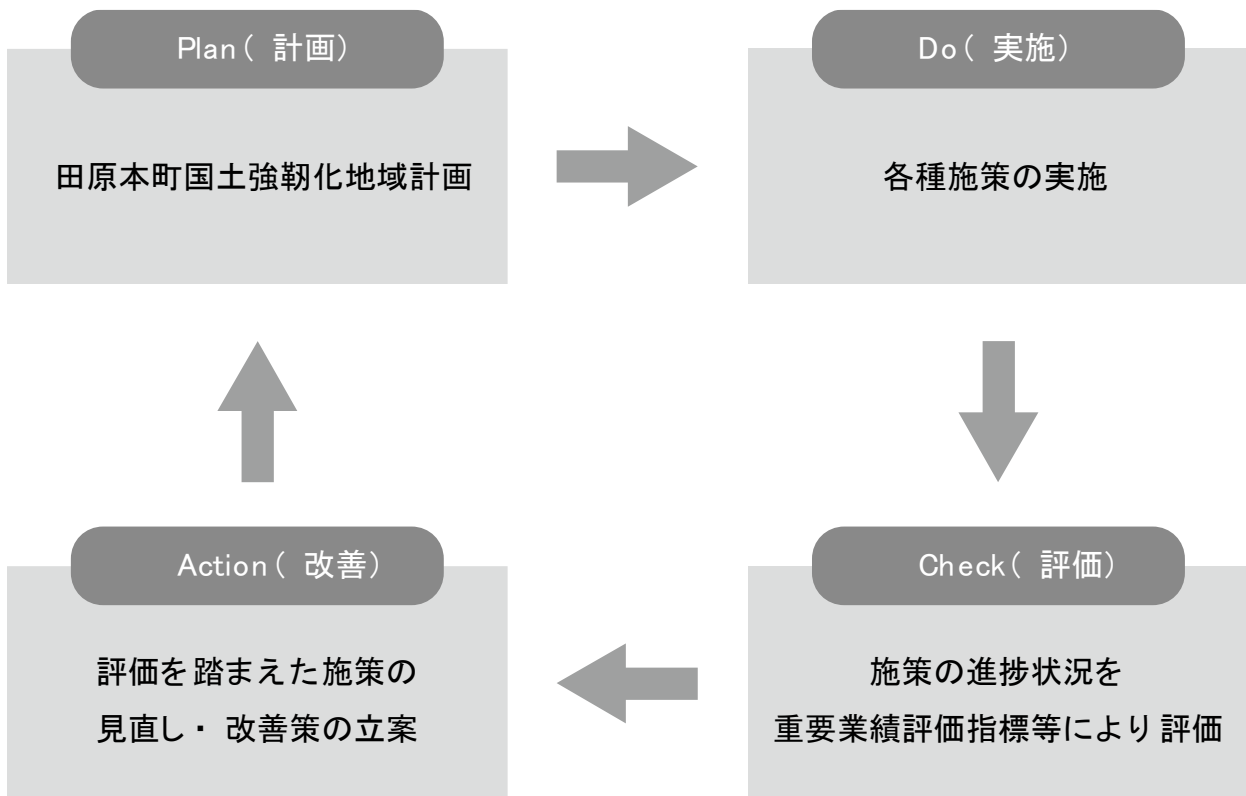 Plan（計画）
田原本町国土強靭化地域計画
Do（実施）
各種施策の実施
Check（評価）
施策の進捗状況を
重要業績評価指標等により評価
Action（改善）
評価を踏まえた施策の
見直し・改善策の立案